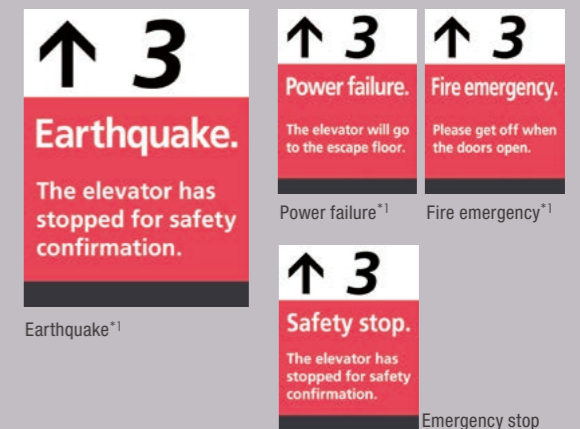 ↑ 3
Earthquake.
The elevator has
stopped for safety
confirmation.
Earthquake*1
↑ 3
Power failure.
The elevator will go
to the escape floor.
Power failure*1
↑ 3
Fire emergency.
Please get off when
the doors open.
Fire emergency*1
↑ 3
Safety stop.
The elevator has
stopped for safety
confirmation.
Emergency stop